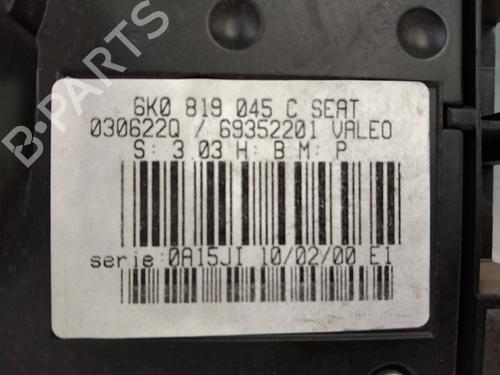 6K0 819 045 C SEAT
030622Q / 69352201 VALEO
S: 3 03 H: B M: P
serie: 0A15JI 10/02/00 E1
B-PARTS